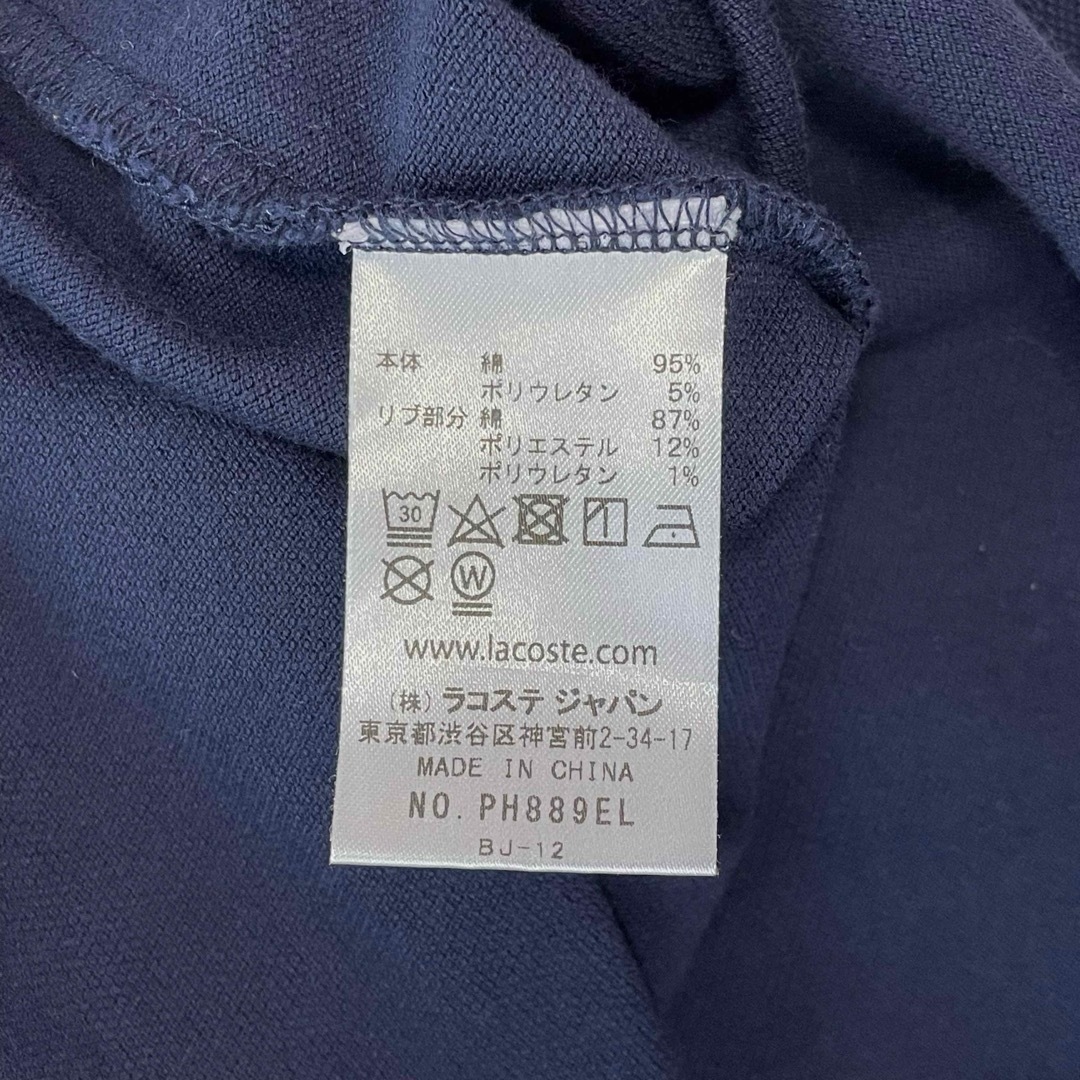 本体 綿 95%
ポリウレタン 5%
リブ部分 綿 87%
ポリエステル 12%
ポリウレタン 1%
30
W
www.lacoste.com
(株) ラコステ ジャパン
東京都渋谷区神宮前2-34-17
MADE IN CHINA
NO. PH889EL
BJ-12